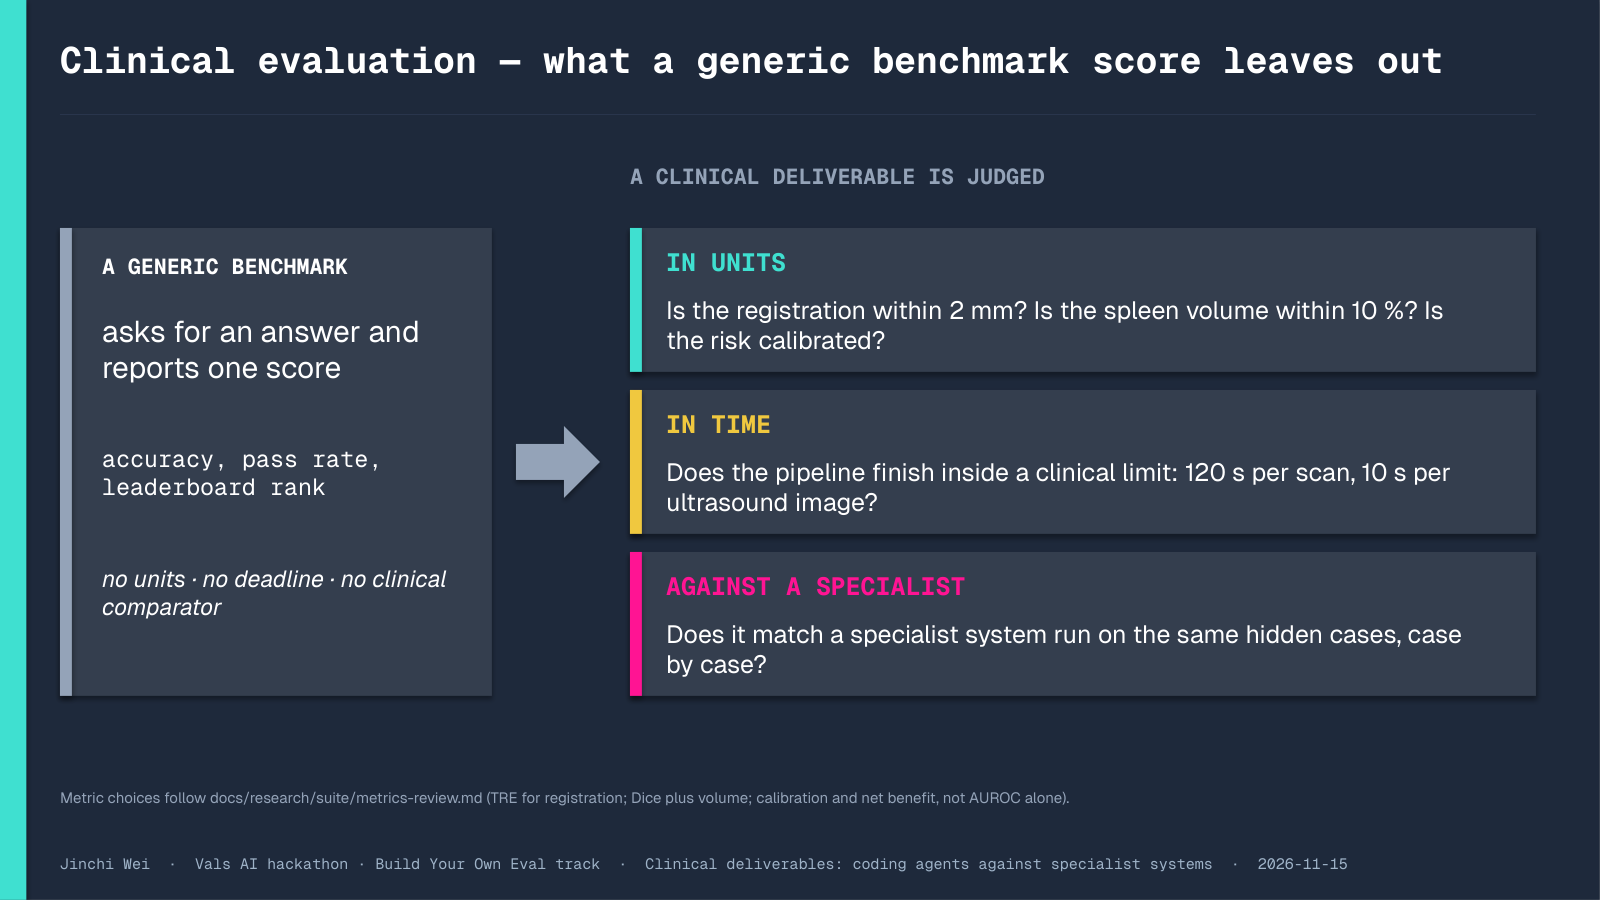 Clinical evaluation — what a generic benchmark score leaves out
A CLINICAL DELIVERABLE IS JUDGED
A GENERIC BENCHMARK
asks for an answer and
reports one score
accuracy, pass rate,
leaderboard rank
no units · no deadline · no clinical
comparator
IN UNITS
Is the registration within 2 mm? Is the spleen volume within 10 %? Is
the risk calibrated?
IN TIME
Does the pipeline finish inside a clinical limit: 120 s per scan, 10 s per
ultrasound image?
AGAINST A SPECIALIST
Does it match a specialist system run on the same hidden cases, case
by case?
Metric choices follow docs/research/suite/metrics-review.md (TRE for registration; Dice plus volume; calibration and net benefit, not AUROC alone).
Jinchi Wei · Vals AI hackathon · Build Your Own Eval track · Clinical deliverables: coding agents against specialist systems · 2026-11-15